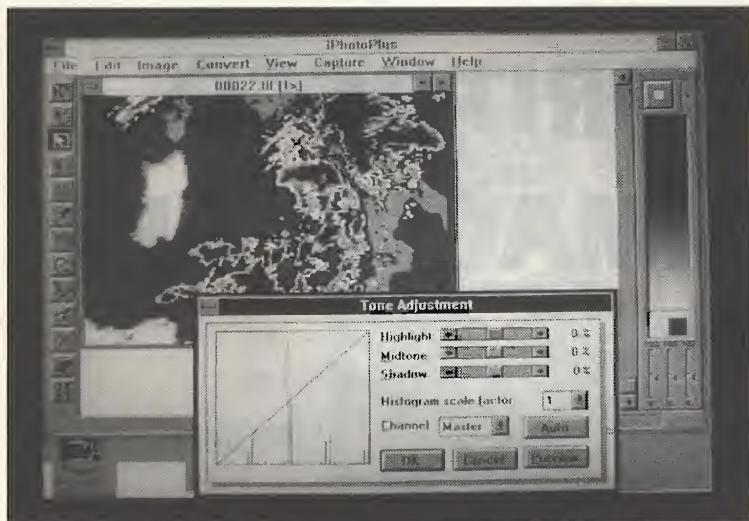 iPhotoPlus
File Edit Image Convert View Capture Window Help
Tone Adjustment
Highlight 0 %
Midtone 0 %
Shadow 0 %
Histogram scale factor 1
Channel Master Auto
OK Cancel Preview